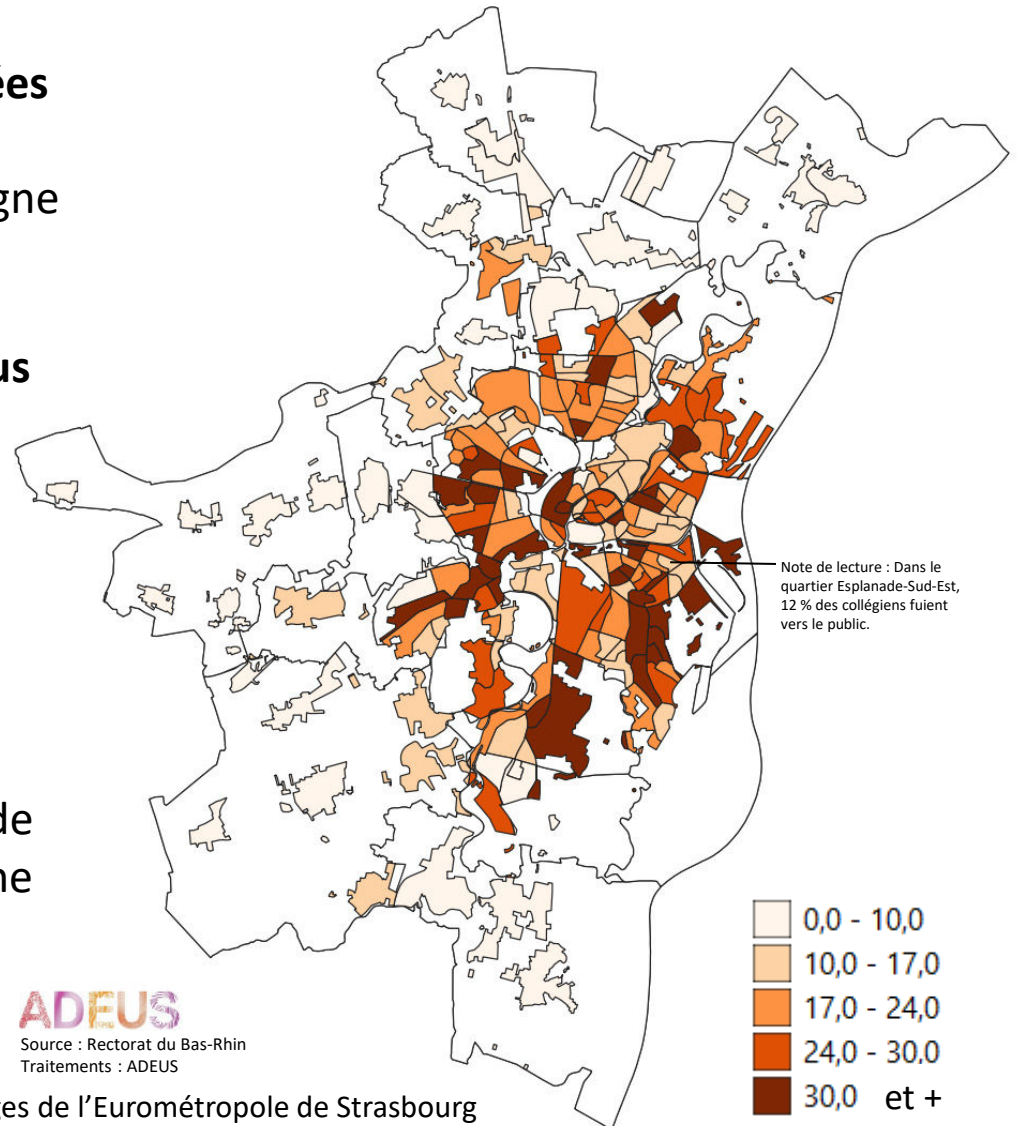 ées
gne
us
Note de lecture : Dans le
quartier Esplanade-Sud-Est,
12 % des collégiens fuient
vers le public.
de
ne
0,0 - 10,0
10,0 - 17,0
17,0 - 24,0
24,0 - 30,0
30,0 et +
ADEUS
Source : Rectorat du Bas-Rhin
Traitements : ADEUS
ges de l’Eurométropole de Strasbourg